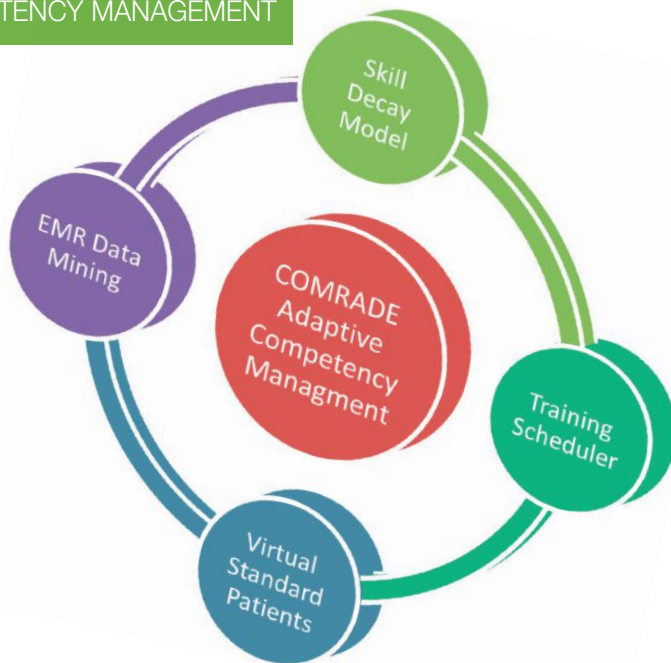 TENCY MANAGEMENT
Skill
Decay
Model
EMR Data
Mining
COMRADE
Adaptive
Competency
Managment
Training
Scheduler
Virtual
Standard
Patients